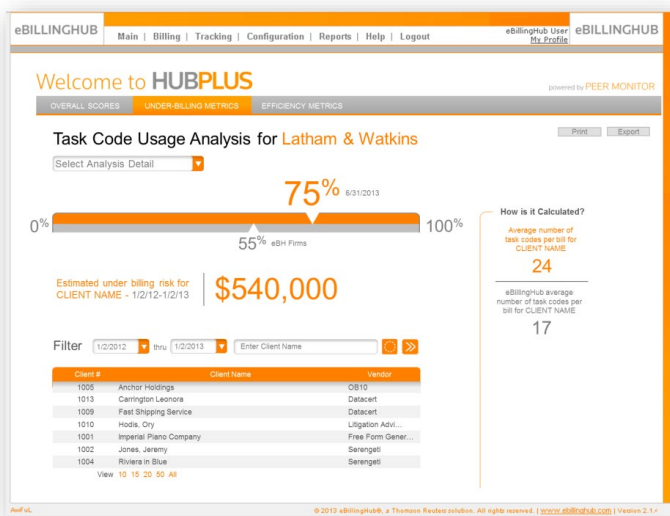 eBILLINGHUB
Main | Billing | Tracking | Configuration | Reports | Help | Logout
eBillingHub User
My Profile
eBILLINGHUB
Welcome to HUBPLUS
powered by PEER MONITOR
OVERALL SCORES UNDER-BILLING METRICS EFFICIENCY METRICS
Task Code Usage Analysis for Latham & Watkins
Print Export
Select Analysis Detail
75% 6/31/2013
0% 100%
55% eBH Firms
How is it Calculated?
Average number of
task codes per bill for
CLIENT NAME
24
eBillingHub average
number of task codes per
bill for CLIENT NAME
17
Estimated under billing risk for
CLIENT NAME - 1/2/12-1/2/13
$540,000
Filter 1/2/2012 thru 1/2/2013 Enter Client Name
Client # Client Name Vendor
1005 Anchor Holdings OB10
1013 Carrington Leonora Datacert
1009 Fast Shipping Service Datacert
1010 Hodis, Ory Litigation Advi...
1001 Imperial Piano Company Free Form Gener...
1002 Jones, Jeremy Serengeti
1004 Riviera in Blue Serengeti
View 10 15 20 50 All
© 2013 eBillingHub®, a Thomson Reuters solution. All rights reserved. | www.ebillinghub.com | Version 2.1.